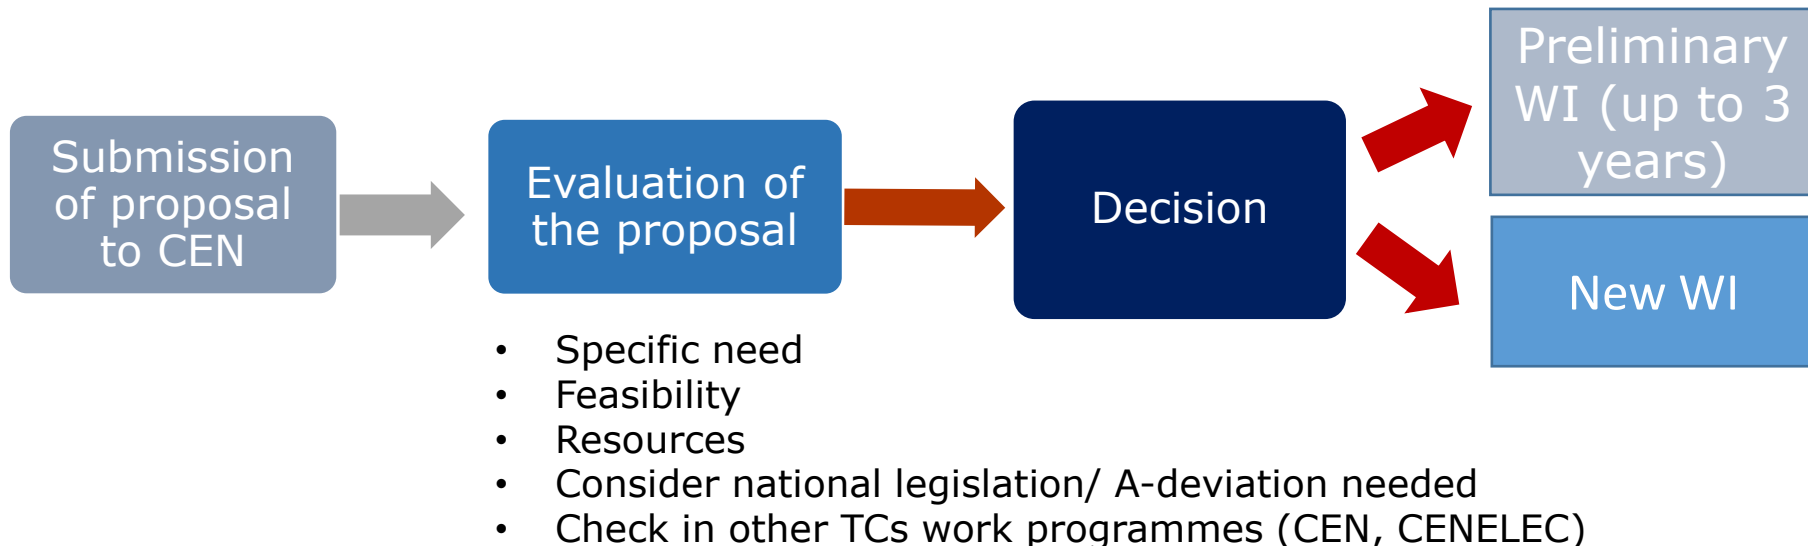 Submission
of proposal
to CEN
Evaluation of
the proposal
Decision
Preliminary
WI (up to 3
years)
New WI
• Specific need
• Feasibility
• Resources
• Consider national legislation/ A-deviation needed
• Check in other TCs work programmes (CEN, CENELEC)